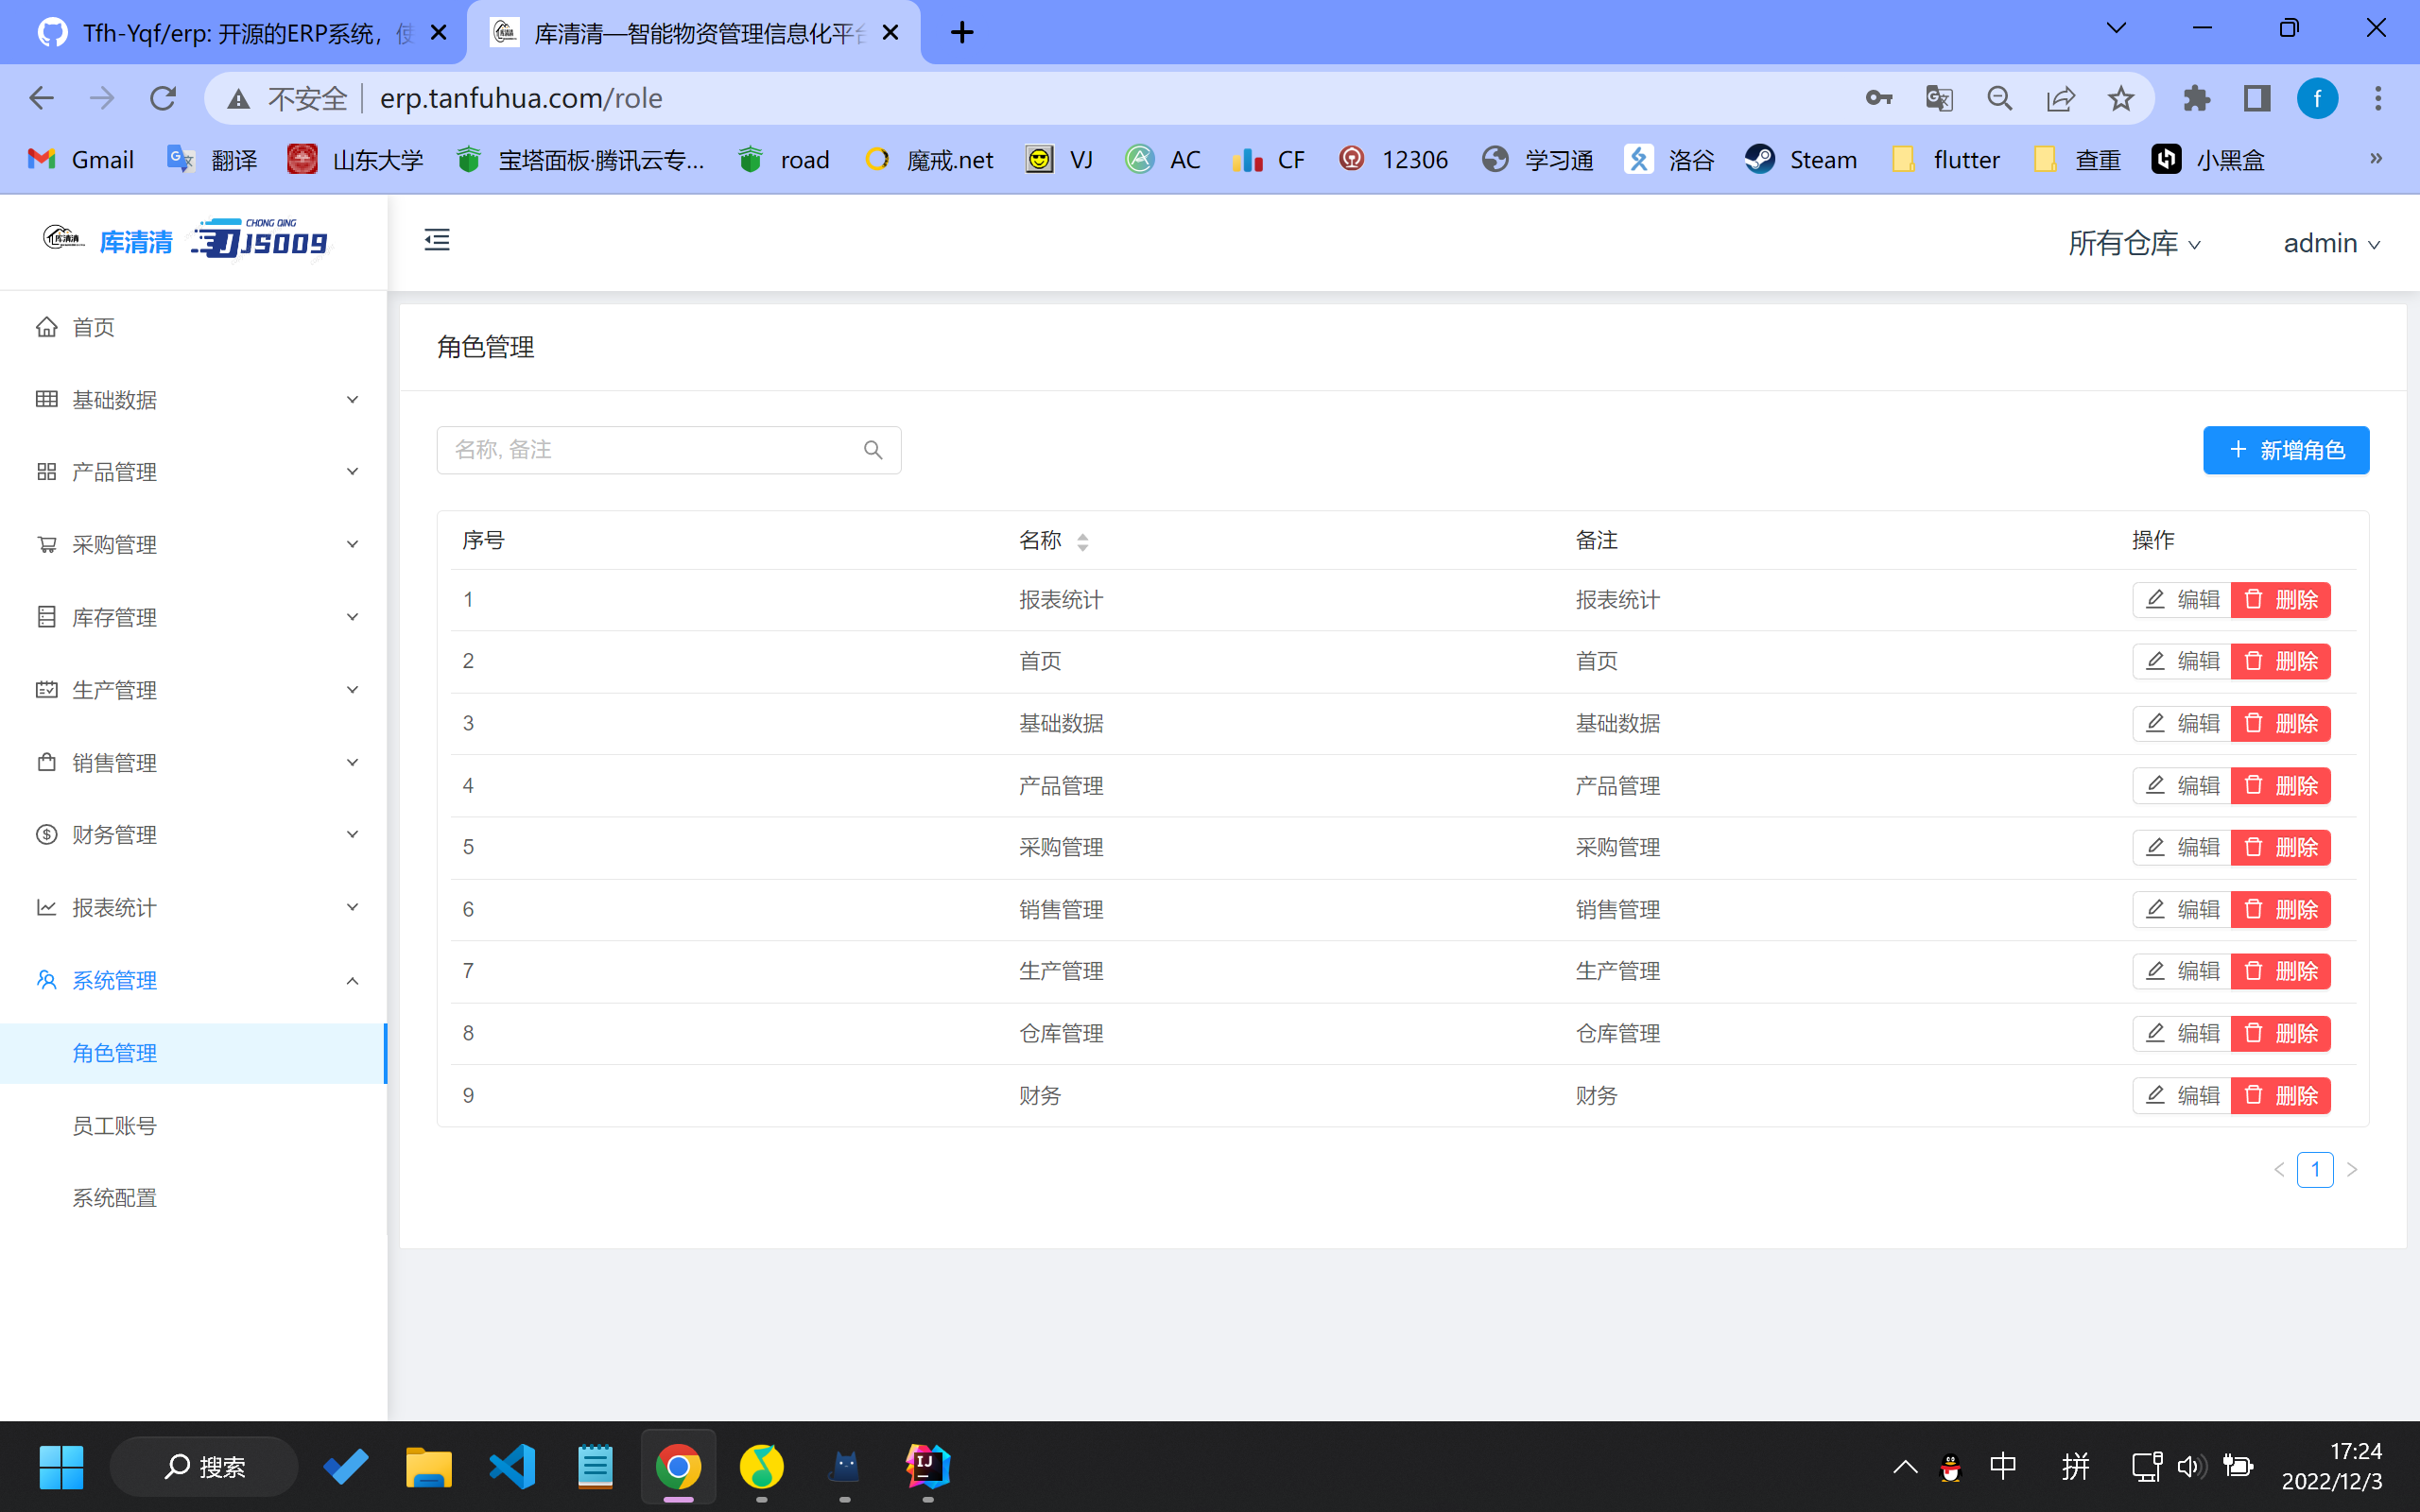 Tfh-Yqf/erp: 开源的ERP系统，使
库清清—智能物资管理信息化平台
不安全 erp.tanfuhua.com/role
f
Gmail 翻译 山东大学 宝塔面板·腾讯云专... road 魔戒.net VJ AC CF 12306 学习通 洛谷 Steam flutter 查重 小黑盒 »
库清清 CHONG QING JJS009
所有仓库 admin
首页
基础数据
产品管理
采购管理
库存管理
生产管理
销售管理
财务管理
报表统计
系统管理
角色管理
员工账号
系统配置
角色管理
名称, 备注
新增角色
序号 名称 备注 操作
1 报表统计 报表统计 编辑 删除
2 首页 首页 编辑 删除
3 基础数据 基础数据 编辑 删除
4 产品管理 产品管理 编辑 删除
5 采购管理 采购管理 编辑 删除
6 销售管理 销售管理 编辑 删除
7 生产管理 生产管理 编辑 删除
8 仓库管理 仓库管理 编辑 删除
9 财务 财务 编辑 删除
1
搜索
中 拼 17:24
2022/12/3